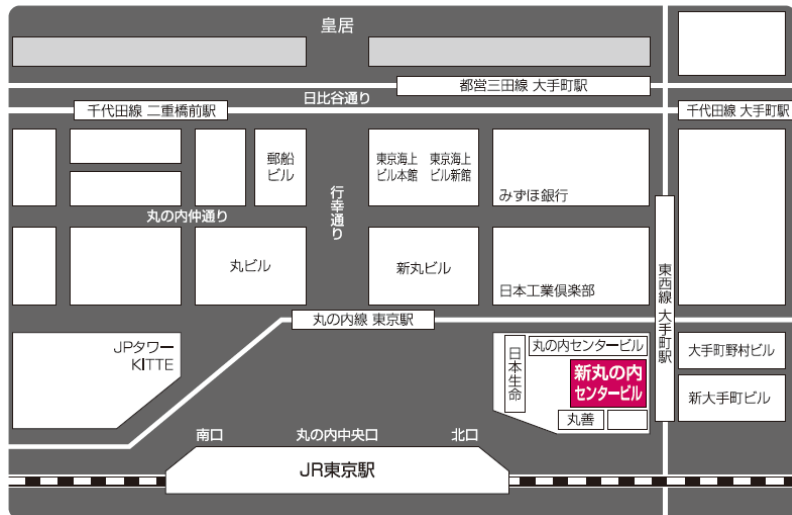 皇居
都営三田線 大手町駅
日比谷通り
千代田線 二重橋前駅
千代田線 大手町駅
郵船
ビル
東京海上
ビル本館
東京海上
ビル新館
みずほ銀行
行幸通り
丸の内仲通り
丸ビル
新丸ビル
日本工業倶楽部
東西線 大手町駅
丸の内線 東京駅
JPタワー
KITTE
日本生命
丸の内センタービル
新丸の内
センタービル
丸善
大手町野村ビル
新大手町ビル
南口
丸の内中央口
北口
JR東京駅